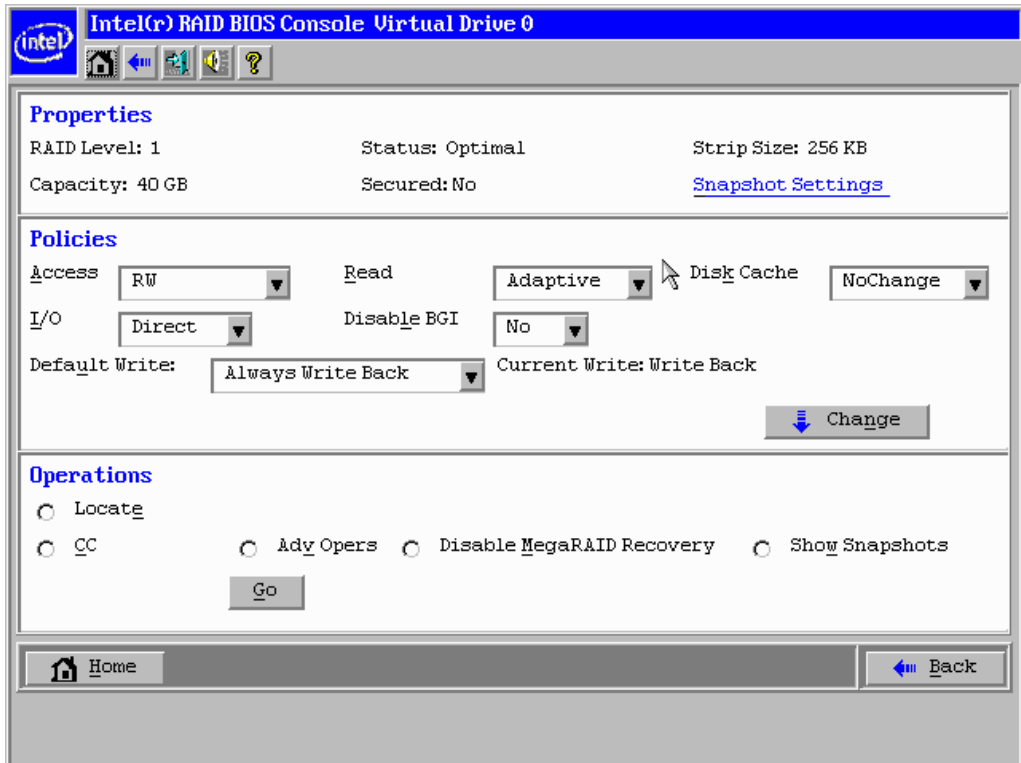 intel
Intel(r) RAID BIOS Console Virtual Drive 0
Properties
RAID Level: 1 Status: Optimal Strip Size: 256 KB
Capacity: 40 GB Secured: No Snapshot Settings
Policies
Access RW Read Adaptive Disk Cache NoChange
I/O Direct Disable BGI No
Default Write: Always Write Back Current Write: Write Back
Change
Operations
Locate
CC Adv Opers Disable MegaRAID Recovery Show Snapshots
Go
Home Back